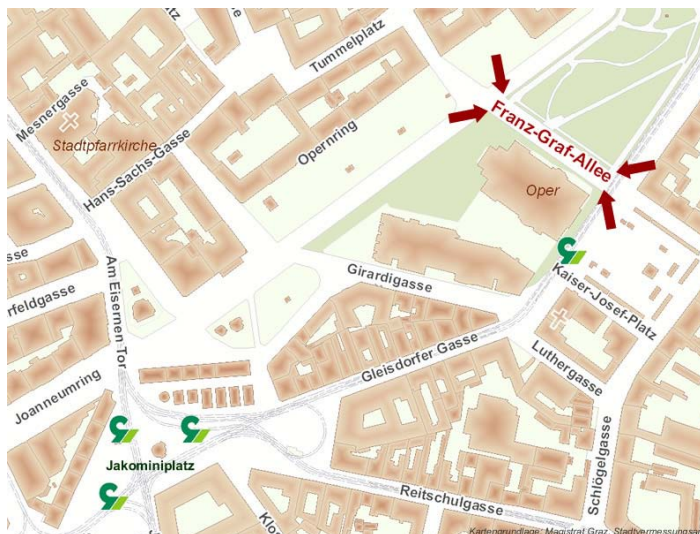 Tummelplatz
Mesnergasse
Franz-Graf-Allee
Stadtpfarrkirche
Hans-Sachs-Gasse
Opernring
Oper
Girardigasse
Kaiser-Josef-Platz
Am Eisernen Tor
Gleisdorfer Gasse
Luthergasse
Joanneumring
Jakominiplatz
Schlögelgasse
Reitschulgasse
Kartengrundlage: Magistrat Graz, Stadtvermessungsa